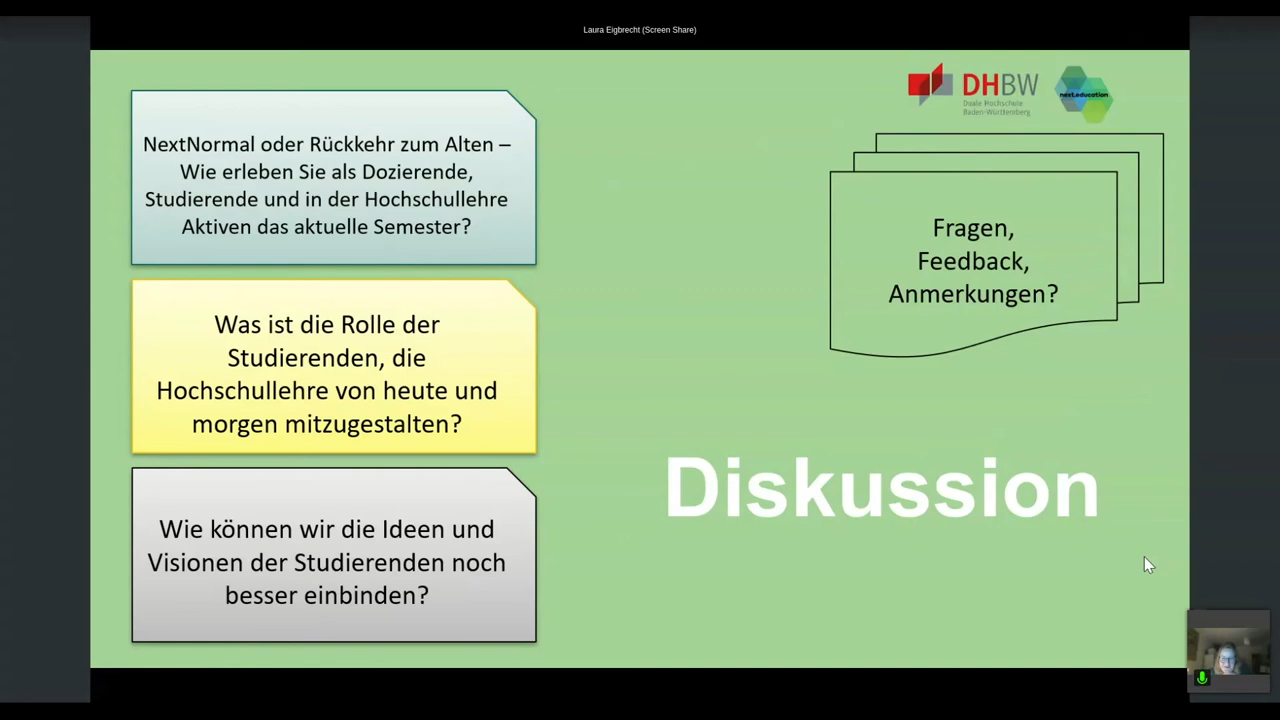 Laura Eigbrecht (Screen Share)
DHBW
Duale Hochschule
Baden-Württemberg
next.education
NextNormal oder Rückkehr zum Alten –
Wie erleben Sie als Dozierende,
Studierende und in der Hochschullehre
Aktiven das aktuelle Semester?
Was ist die Rolle der
Studierenden, die
Hochschullehre von heute und
morgen mitzugestalten?
Wie können wir die Ideen und
Visionen der Studierenden noch
besser einbinden?
Fragen,
Feedback,
Anmerkungen?
Diskussion